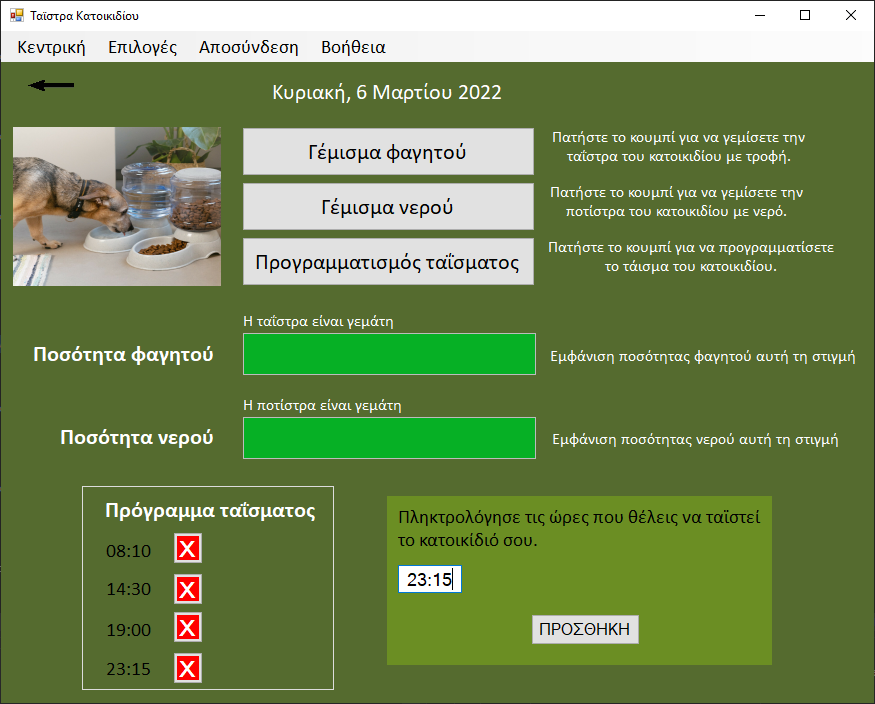 Ταΐστρα Κατοικιδίου
Κεντρική Επιλογές Αποσύνδεση Βοήθεια
Κυριακή, 6 Μαρτίου 2022
Γέμισμα φαγητού
Πατήστε το κουμπί για να γεμίσετε την
ταΐστρα του κατοικιδίου με τροφή.
Γέμισμα νερού
Πατήστε το κουμπί για να γεμίσετε την
ποτίστρα του κατοικιδίου με νερό.
Προγραμματισμός ταΐσματος
Πατήστε το κουμπί για να προγραμματίσετε
το τάισμα του κατοικιδίου.
Η ταΐστρα είναι γεμάτη
Ποσότητα φαγητού
Εμφάνιση ποσότητας φαγητού αυτή τη στιγμή
Η ποτίστρα είναι γεμάτη
Ποσότητα νερού
Εμφάνιση ποσότητας νερού αυτή τη στιγμή
Πρόγραμμα ταΐσματος
08:10 X
14:30 X
19:00 X
23:15 X
Πληκτρολόγησε τις ώρες που θέλεις να ταϊστεί
το κατοικίδιό σου.
23:15
ΠΡΟΣΘΗΚΗ